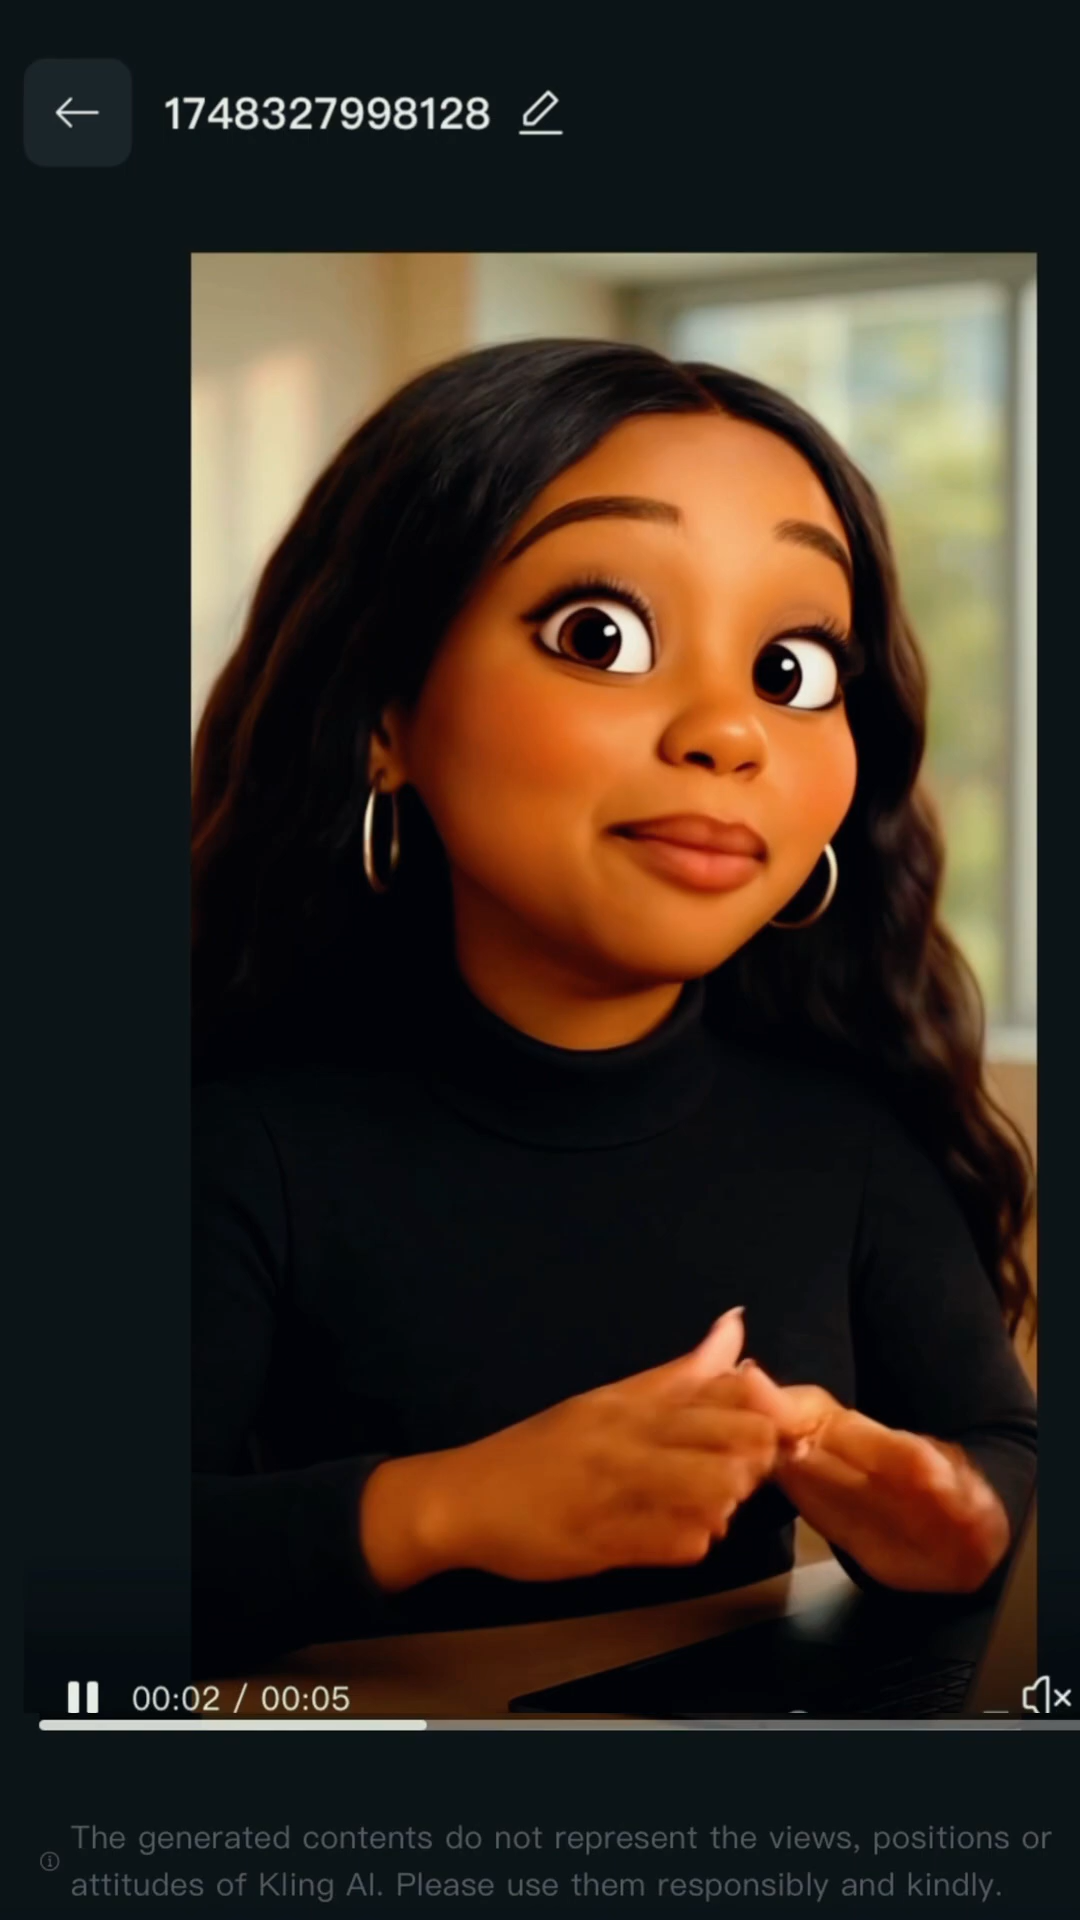 1748327998128
00:02 / 00:05
The generated contents do not represent the views, positions or
attitudes of Kling AI. Please use them responsibly and kindly.